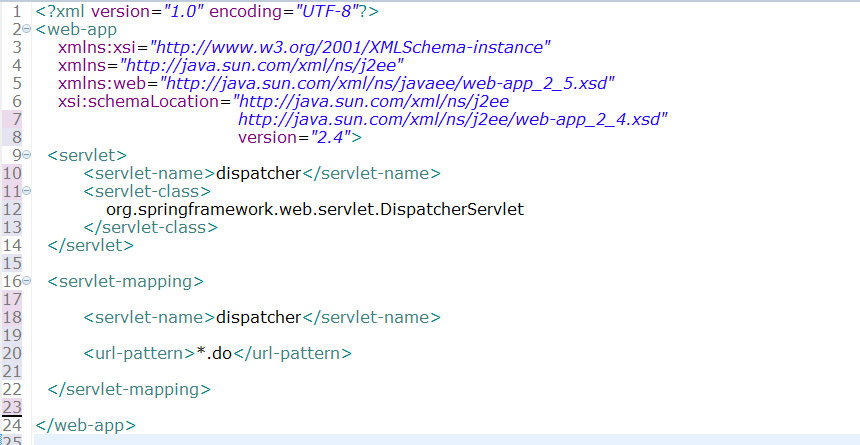 1 <?xml version="1.0" encoding="UTF-8"?>
2 <web-app
3 xmlns:xsi="http://www.w3.org/2001/XMLSchema-instance"
4 xmlns="http://java.sun.com/xml/ns/j2ee"
5 xmlns:web="http://java.sun.com/xml/ns/javaee/web-app_2_5.xsd"
6 xsi:schemaLocation="http://java.sun.com/xml/ns/j2ee
7 http://java.sun.com/xml/ns/j2ee/web-app_2_4.xsd"
8 version="2.4">
9 <servlet>
10 <servlet-name>dispatcher</servlet-name>
11 <servlet-class>
12 org.springframework.web.servlet.DispatcherServlet
13 </servlet-class>
14 </servlet>
15
16 <servlet-mapping>
17
18 <servlet-name>dispatcher</servlet-name>
19
20 <url-pattern>*.do</url-pattern>
21
22 </servlet-mapping>
23
24 </web-app>
25